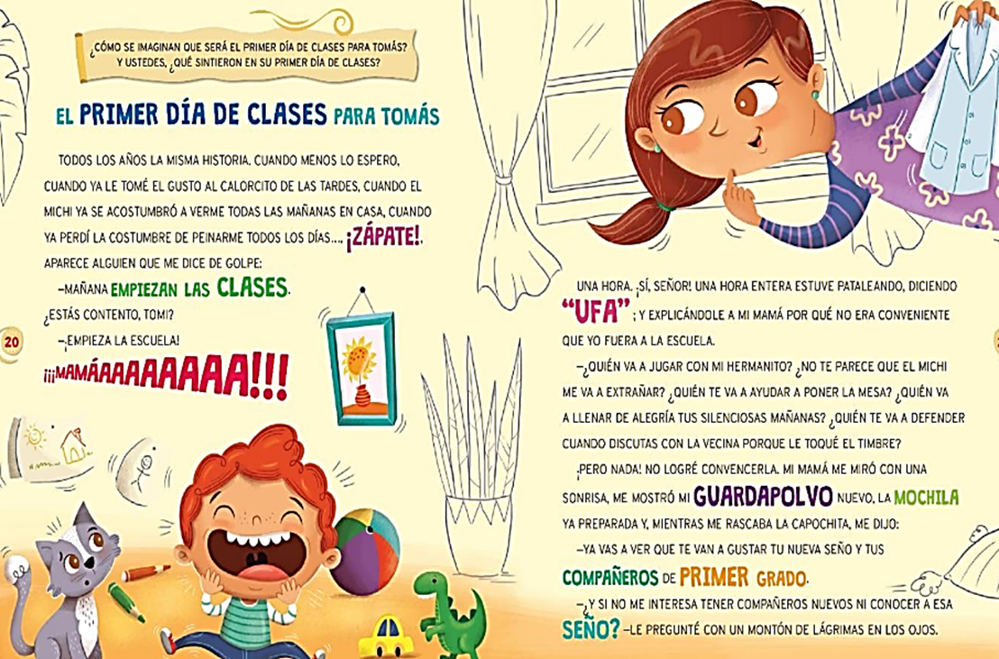 ¿CÓMO SE IMAGINAN QUE SERÁ EL PRIMER DÍA DE CLASES PARA TOMÁS?
Y USTEDES, ¿QUÉ SINTIERON EN SU PRIMER DÍA DE CLASES?
EL PRIMER DÍA DE CLASES PARA TOMÁS
TODOS LOS AÑOS LA MISMA HISTORIA. CUANDO MENOS LO ESPERO,
CUANDO YA LE TOMÉ EL GUSTO AL CALORCITO DE LAS TARDES, CUANDO EL
MICHI YA SE ACOSTUMBRÓ A VERME TODAS LAS MAÑANAS EN CASA, CUANDO
YA PERDÍ LA COSTUMBRE DE PEINARME TODOS LOS DÍAS..., ¡ZÁPATE!,
APARECE ALGUIEN QUE ME DICE DE GOLPE:
–MAÑANA EMPIEZAN LAS CLASES.
¿ESTÁS CONTENTO, TOMI?
–¡EMPIEZA LA ESCUELA!
¡¡¡MAMÁAAAAAAAAA!!!
20
UNA HORA. ¡SÍ, SEÑOR! UNA HORA ENTERA ESTUVE PATALEANDO, DICIENDO
“UFA” ; Y EXPLICÁNDOLE A MI MAMÁ POR QUÉ NO ERA CONVENIENTE
QUE YO FUERA A LA ESCUELA.
–¿QUIÉN VA A JUGAR CON MI HERMANITO? ¿NO TE PARECE QUE EL MICHI
ME VA A EXTRAÑAR? ¿QUIÉN TE VA A AYUDAR A PONER LA MESA? ¿QUIÉN VA
A LLENAR DE ALEGRÍA TUS SILENCIOSAS MAÑANAS? ¿QUIÉN TE VA A DEFENDER
CUANDO DISCUTAS CON LA VECINA PORQUE LE TOQUÉ EL TIMBRE?
¡PERO NADA! NO LOGRÉ CONVENCERLA. MI MAMÁ ME MIRÓ CON UNA
SONRISA, ME MOSTRÓ MI GUARDAPOLVO NUEVO, LA MOCHILA
YA PREPARADA Y, MIENTRAS ME RASCABA LA CAPOCHITA, ME DIJO:
–YA VAS A VER QUE TE VAN A GUSTAR TU NUEVA SEÑO Y TUS
COMPAÑEROS DE PRIMER GRADO.
–¿Y SI NO ME INTERESA TENER COMPAÑEROS NUEVOS NI CONOCER A ESA
SEÑO? –LE PREGUNTÉ CON UN MONTÓN DE LÁGRIMAS EN LOS OJOS.